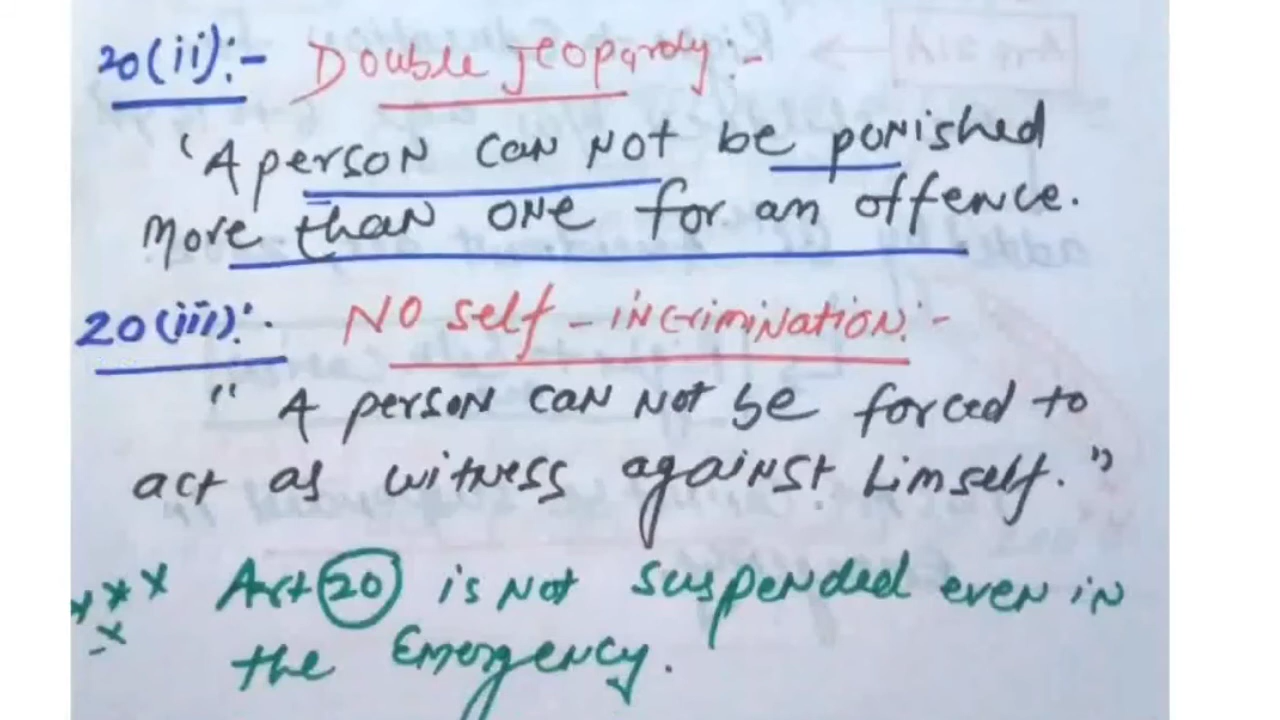 20(ii):- Double Jeopardy:-
'A person can not be punished
more than one for an offence.
20(iii):. No self-incrimination:-
" A person can not be forced to
act as witness against himself."
Art 20 is not suspended even in
the Emergency.